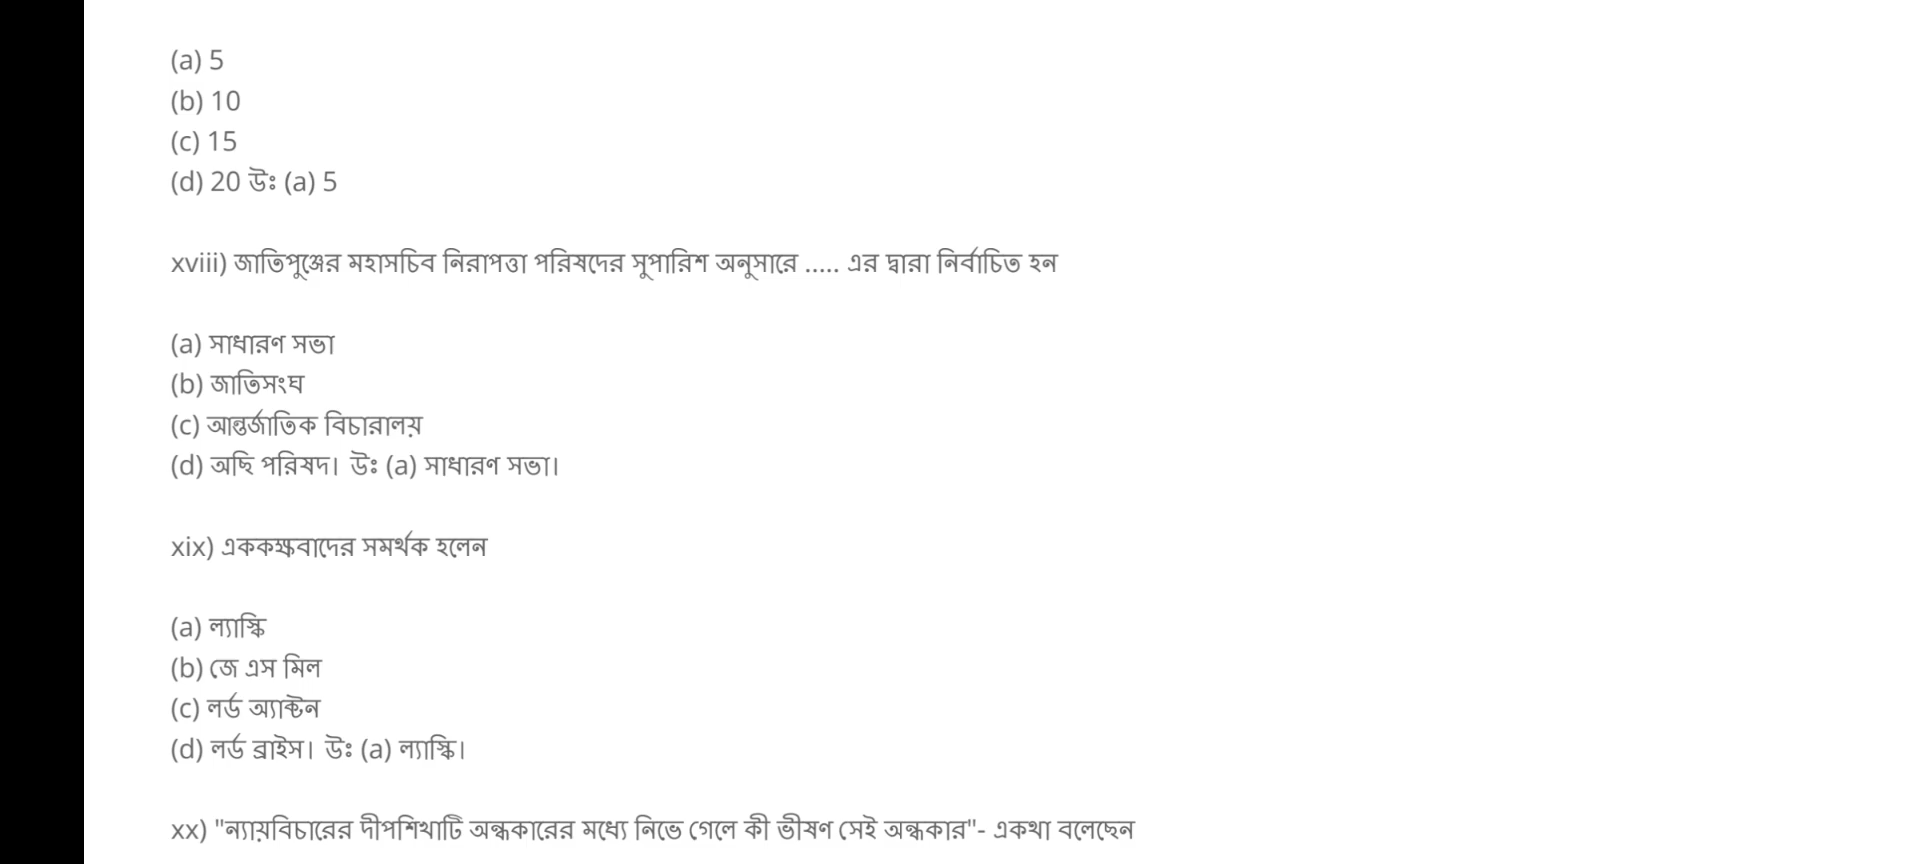 (a) 5
(b) 10
(c) 15
(d) 20 উঃ (a) 5
xviii) জাতিপুঞ্জের মহাসচিব নিরাপত্তা পরিষদের সুপারিশ অনুসারে ..... এর দ্বারা নির্বাচিত হন
(a) সাধারণ সভা
(b) জাতিসংঘ
(c) আন্তর্জাতিক বিচারালয়
(d) অছি পরিষদ। উঃ (a) সাধারণ সভা।
xix) এককক্ষবাদের সমর্থক হলেন
(a) ল্যাস্কি
(b) জে এস মিল
(c) লর্ড অ্যাক্টন
(d) লর্ড ব্রাইস। উঃ (a) ল্যাস্কি।
xx) "ন্যায়বিচারের দীপশিখাটি অন্ধকারের মধ্যে নিভে গেলে কী ভীষণ সেই অন্ধকার"- একথা বলেছেন